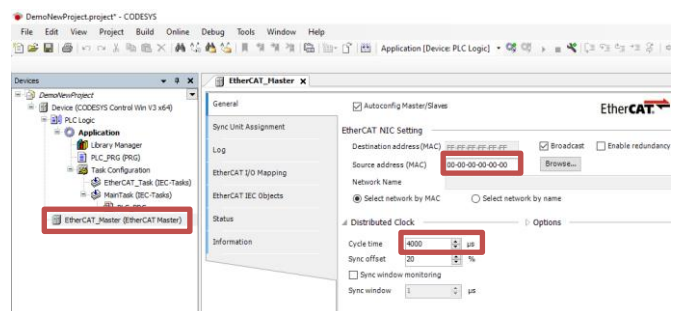 DemoNewProject.project* - CODESYS
File Edit View Project Build Online Debug Tools Window Help
Application [Device: PLC Logic]
Devices
DemoNewProject
Device (CODESYS Control Win V3 x64)
PLC Logic
Application
Library Manager
PLC_PRG (PRG)
Task Configuration
EtherCAT_Task (IEC-Tasks)
MainTask (IEC-Tasks)
EtherCAT_Master (EtherCAT Master)
EtherCAT_Master X
General
Sync Unit Assignment
Log
EtherCAT I/O Mapping
EtherCAT IEC Objects
Status
Information
Autoconfig Master/Slaves
EtherCAT
EtherCAT NIC Setting
Destination address (MAC) FF-FF-FF-FF-FF-FF Broadcast Enable redundancy
Source address (MAC) 00-00-00-00-00-00 Browse...
Network Name
Select network by MAC Select network by name
Distributed Clock Options
Cycle time 4000 µs
Sync offset 20 %
Sync window monitoring
Sync window 1 µs